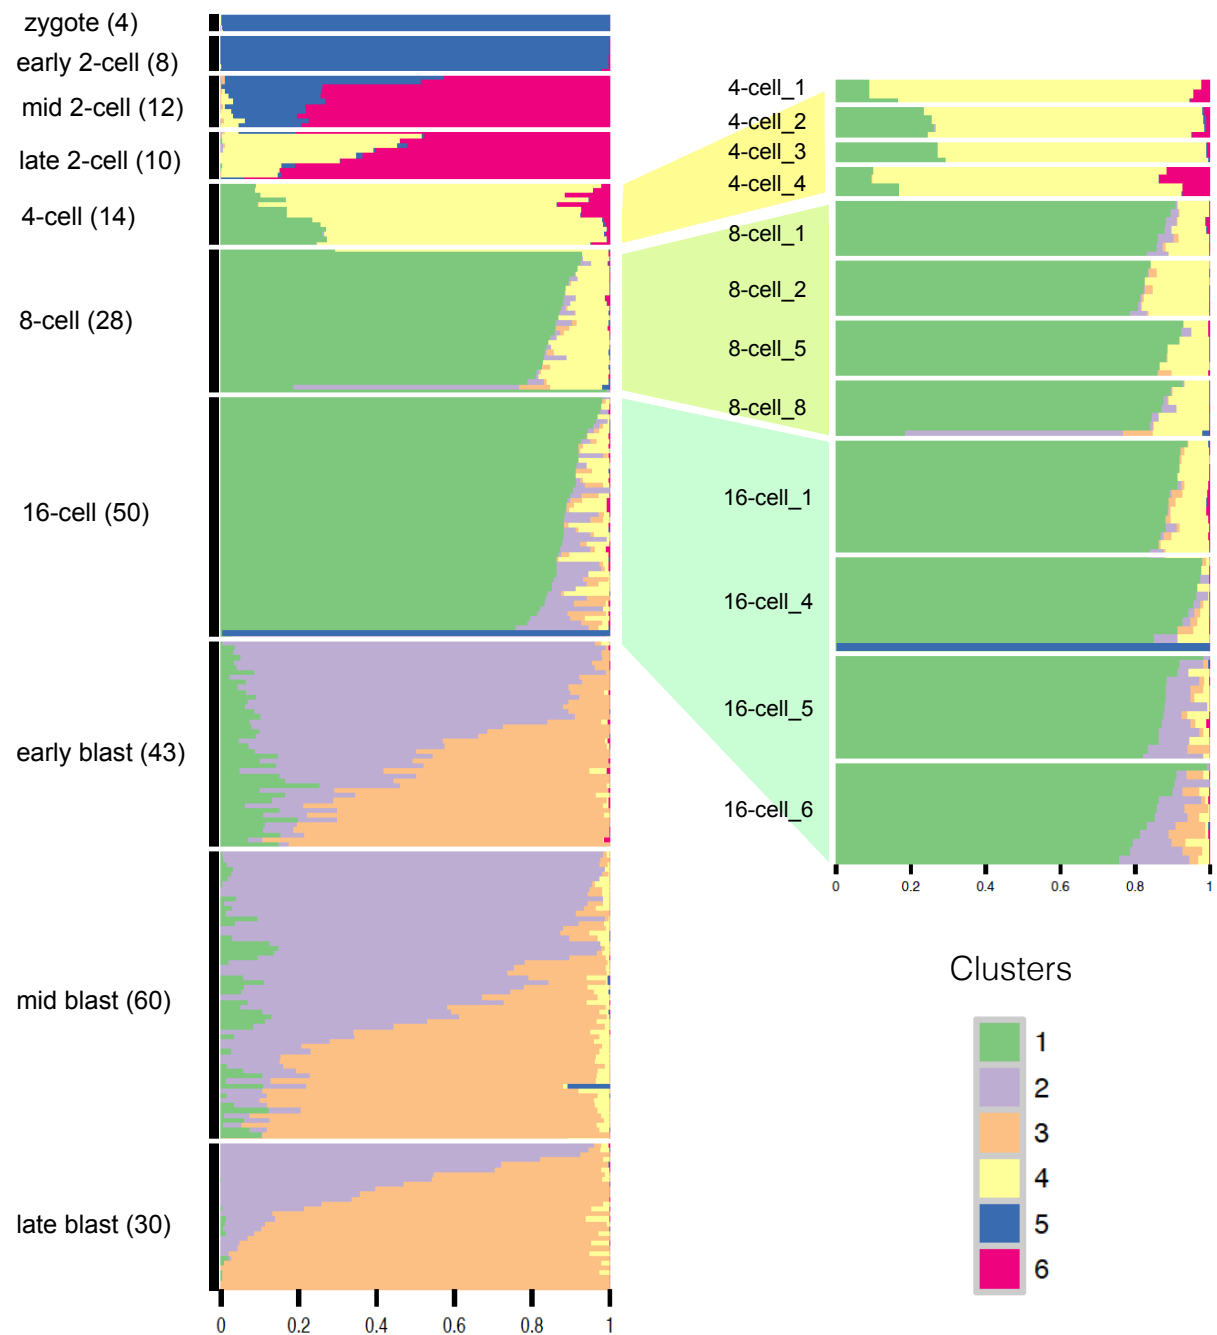 zygote (4)
early 2-cell (8)
mid 2-cell (12)
late 2-cell (10)
4-cell (14)
8-cell (28)
16-cell (50)
early blast (43)
mid blast (60)
late blast (30)
0 0.2 0.4 0.6 0.8 1
4-cell_1
4-cell_2
4-cell_3
4-cell_4
8-cell_1
8-cell_2
8-cell_5
8-cell_8
16-cell_1
16-cell_4
16-cell_5
16-cell_6
0 0.2 0.4 0.6 0.8 1
Clusters
1
2
3
4
5
6